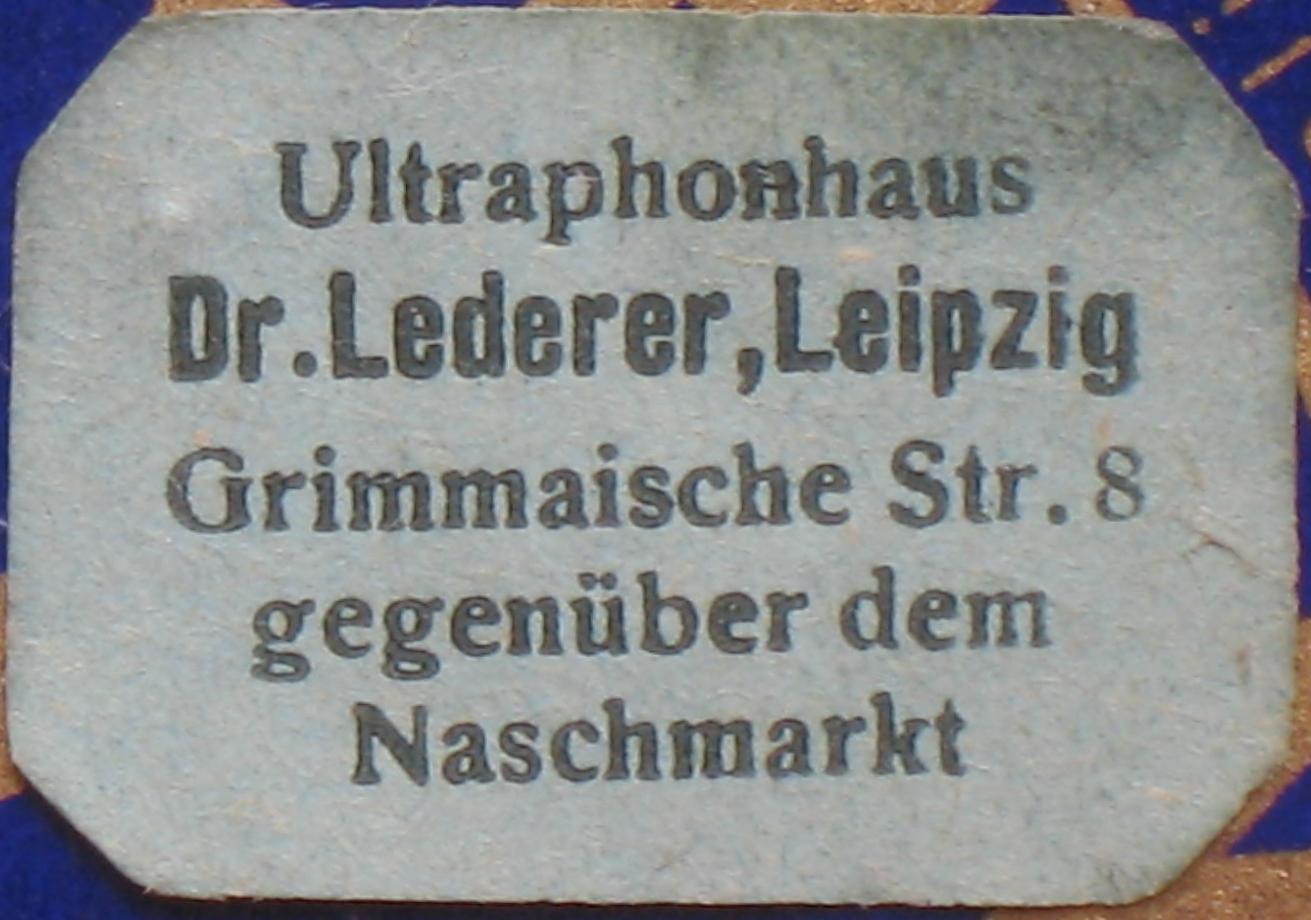 Ultraphonhaus
Dr. Lederer, Leipzig
Grimmaische Str. 8
gegenüber dem
Naschmarkt